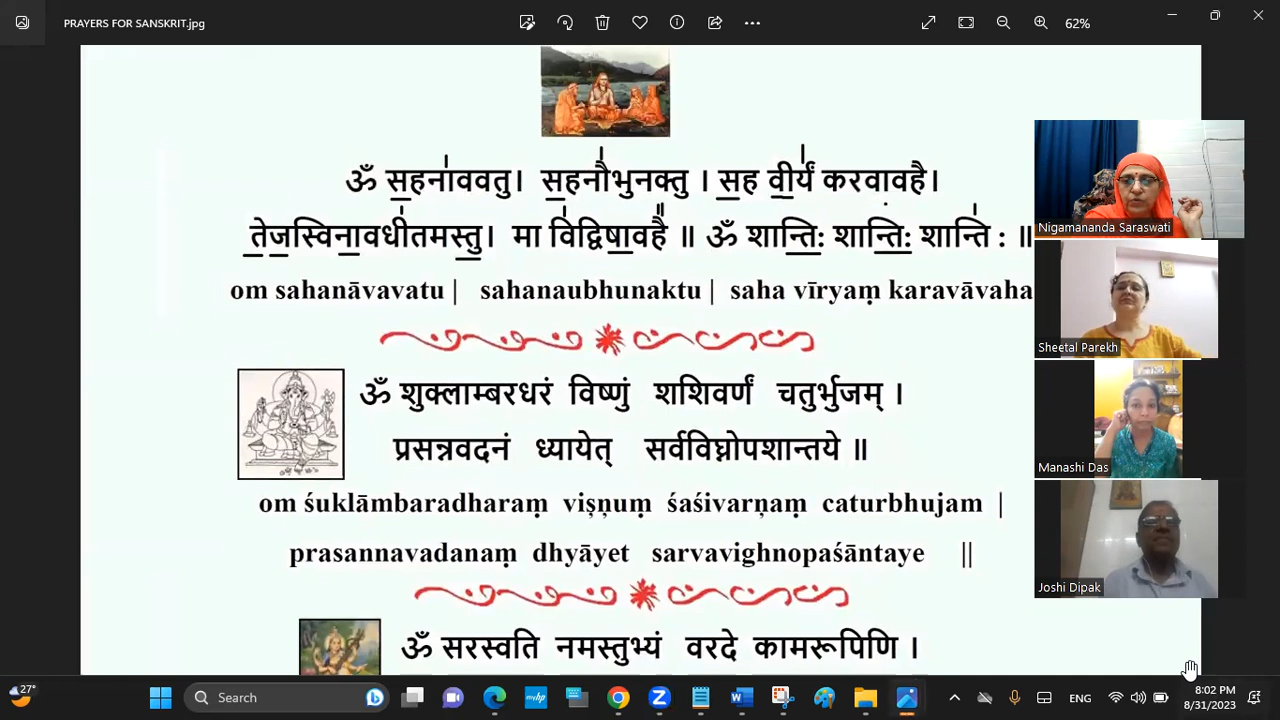 PRAYERS FOR SANSKRIT.jpg
62%
ॐ सहनाववतु। सहनौभुनक्तु । सह वीर्यं करवावहै।
तेजस्विनावधीतमस्तु। मा विद्विषावहै ॥ ॐ शान्तिः शान्तिः शान्ति : ॥
om sahanāvavatu | sahanaubhunaktu | saha vīryaṃ karavāvaha
ॐ शुक्लाम्बरधरं विष्णुं शशिवर्णं चतुर्भुजम् ।
प्रसन्नवदनं ध्यायेत् सर्वविघ्नोपशान्तये ॥
om śuklāmbaradharaṃ viṣṇuṃ śaśivarṇaṃ caturbhujam |
prasannavadanaṃ dhyāyet sarvavighnopaśāntaye ||
ॐ सरस्वति नमस्तुभ्यं वरदे कामरूपिणि ।
Nigamananda Saraswati
Sheetal Parekh
Manashi Das
Joshi Dipak
27°
Search
ENG
8:02 PM
8/31/2023